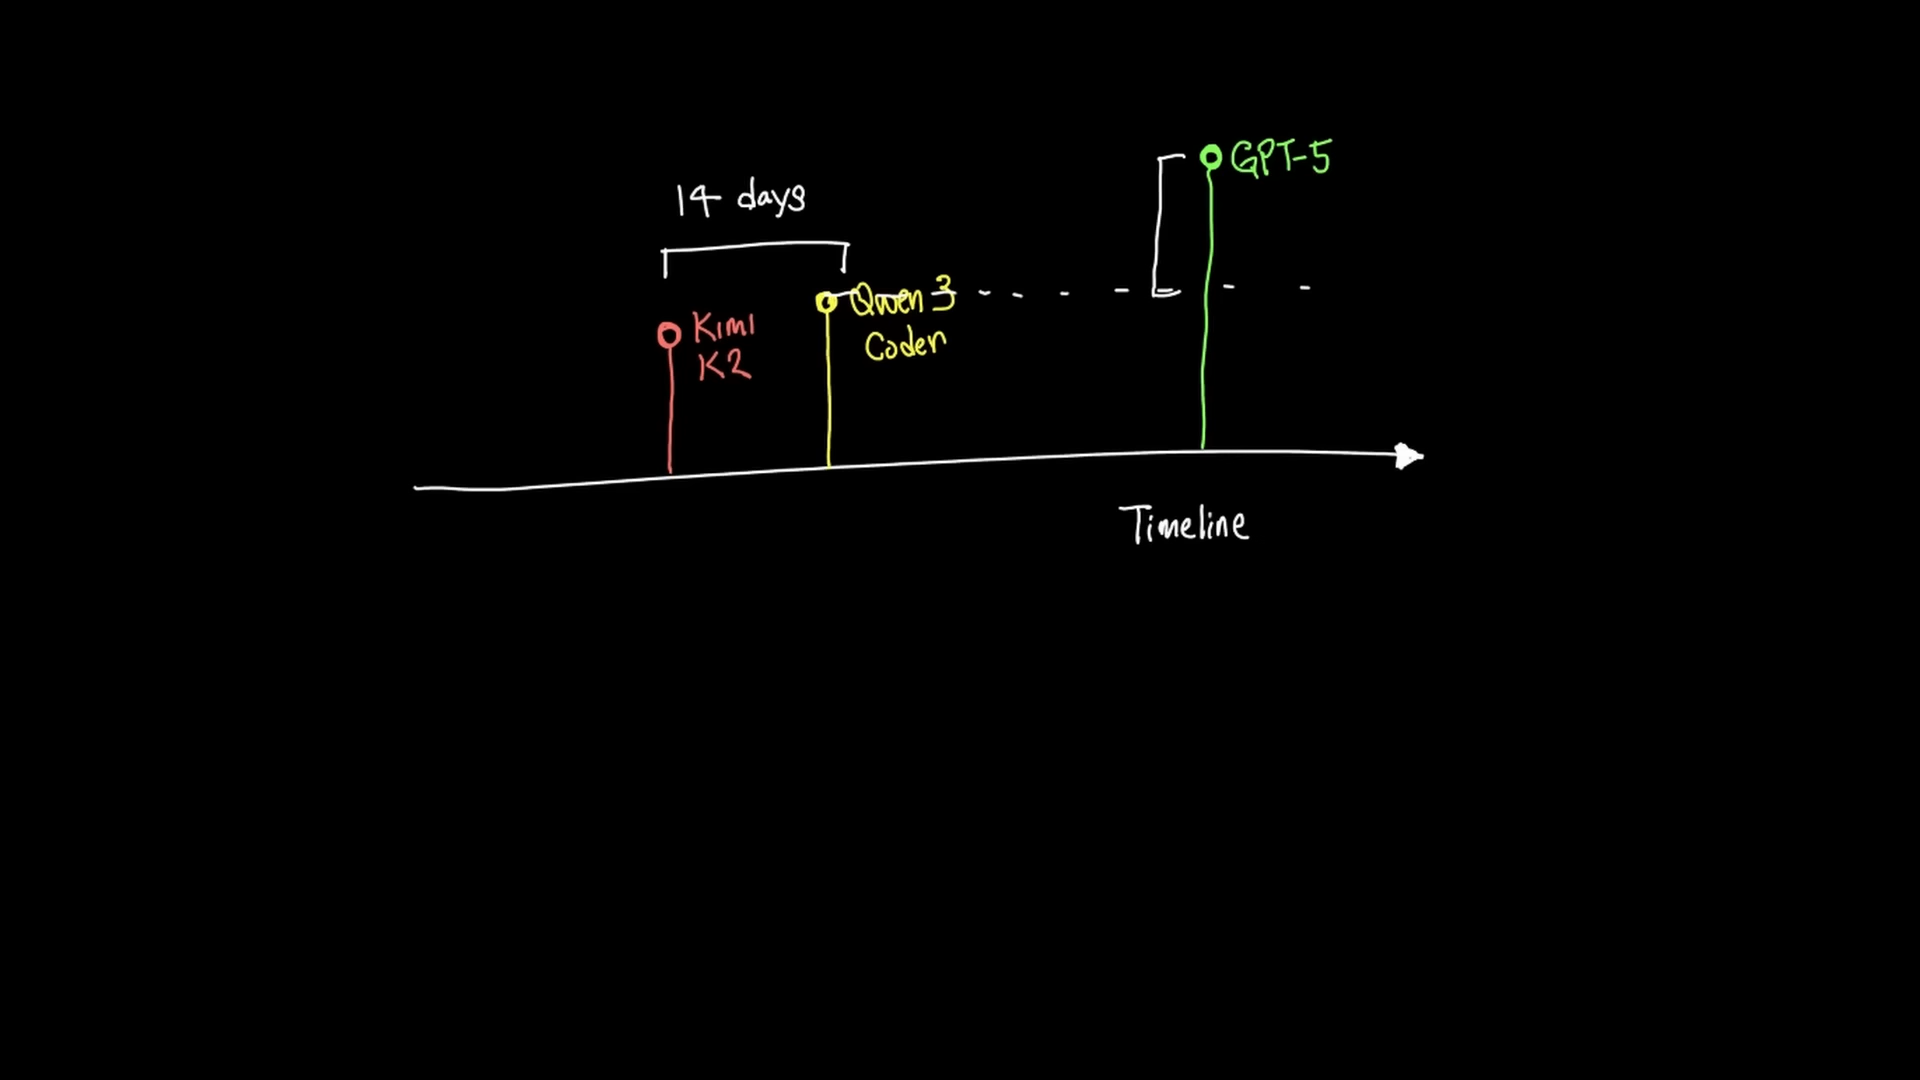 GPT-5
14 days
Qwen 3
Coder
Kimi
K2
Timeline